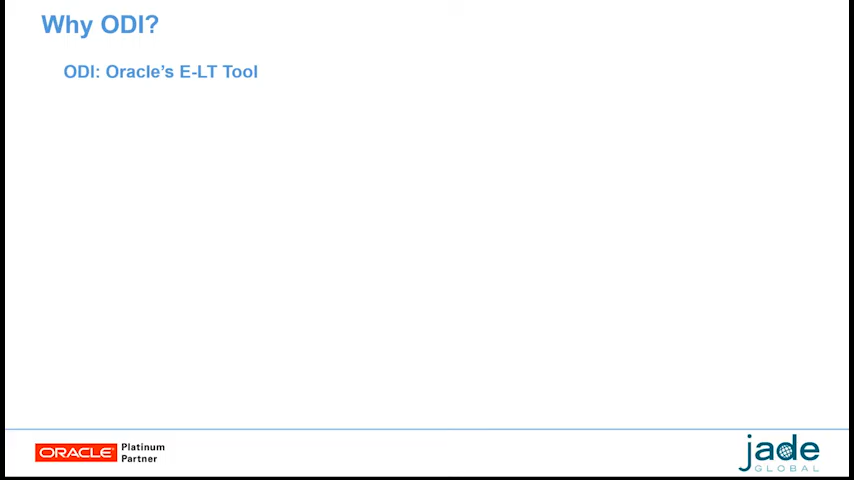 Why ODI?
ODI: Oracle's E-LT Tool
ORACLE Platinum
Partner
jade
GLOBAL